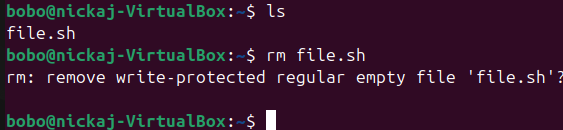 bobo@nickaj-VirtualBox:~$ ls
file.sh
bobo@nickaj-VirtualBox:~$ rm file.sh
rm: remove write-protected regular empty file 'file.sh'?
bobo@nickaj-VirtualBox:~$